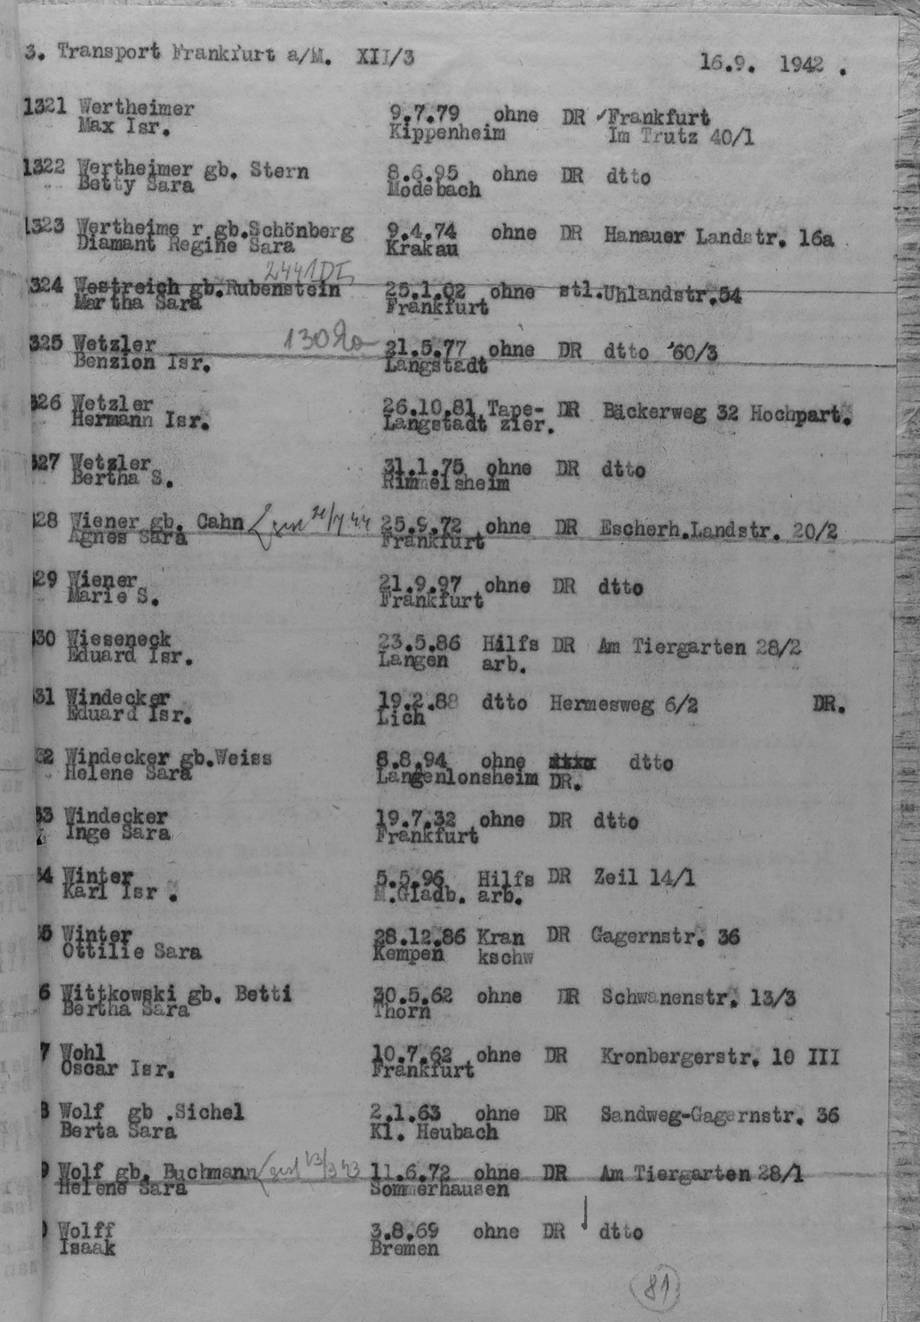 3. Transport Frankfurt a/M. XII/3 16.9. 1942 .
1321 Wertheimer 9.7.79 ohne DR ✓Frankfurt
Max Isr. Kippenheim Im Trutz 40/1
1322 Wertheimer gb. Stern 8.6.95 ohne DR dtto
Betty Sara Modebach
1323 Wertheime r gb.Schönberg 9.4.74 ohne DR Hanauer Landstr. 16a
Diamant Regine Sara Krakau
2441DI
324 Westreich gb.Rubenstein 25.1.02 ohne stl.Uhlandstr.54
Martha Sara Frankfurt
325 Wetzler 21.5.77 ohne DR dtto 60/3
Benzion Isr. Langstadt
326 Wetzler 26.10.81 Tape- DR Bäckerweg 32 Hochpart.
Hermann Isr. Langstadt zier.
327 Wetzler 31.1.75 ohne DR dtto
Bertha S. Rimmelsheim
28 Wiener gb. Cahn 25.9.72 ohne DR Escherh.Landstr. 20/2
Agnes Sara Frankfurt
29 Wiener 21.9.97 ohne DR dtto
Marie S. Frankfurt
30 Wieseneck 23.5.86 Hilfs DR Am Tiergarten 28/2
Eduard Isr. Langen arb.
31 Windecker 19.2.88 dtto Hermesweg 6/2 DR.
Eduard Isr. Lich
32 Windecker gb.Weiss 8.8.94 ohne dtto
Helene Sara Langenlonsheim DR.
33 Windecker 19.7.32 ohne DR dtto
Inge Sara Frankfurt
4 Winter 5.5.96 Hilfs DR Zeil 14/1
Karl Isr . M.Gladb. arb.
5 Winter 28.12.86 Kran DR Gagernstr. 36
Ottilie Sara Kempen kschw
6 Wittkowski gb. Betti 30.5.62 ohne DR Schwanenstr. 13/3
Bertha Sara Thorn
7 Wohl 10.7.62 ohne DR Kronbergerstr. 10 III
Oscar Isr. Frankfurt
8 Wolf gb .Sichel 2.1.63 ohne DR Sandweg-Gagernstr. 36
Berta Sara Kl. Heubach
9 Wolf gb. Buchmann 11.6.72 ohne DR Am Tiergarten 28/1
Helene Sara Sommerhausen
Wolff 3.8.69 ohne DR dtto
Isaak Bremen
81